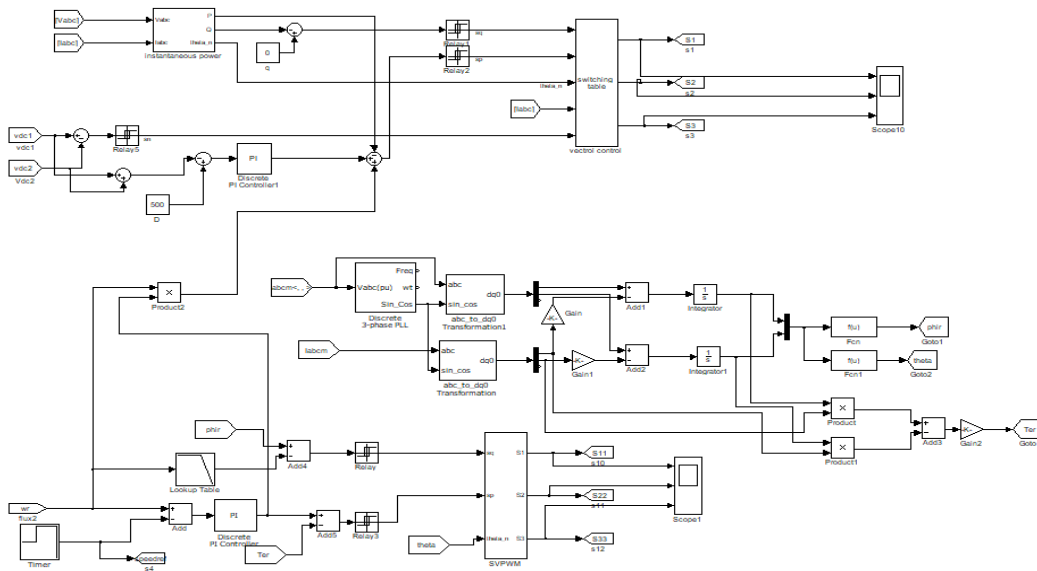 [Vabc]
[Iabc]
Vabc
Iabc
P
Q
theta_n
instantaneous power
0
q
Relay1
sq
Relay2
sp
theta_n
[Iabc]
switching
table
vectrol control
S1
s1
S2
s2
S3
s3
Scope10
vdc1
vdc1
vdc2
Vdc2
Relay5
sn
500
D
PI
Discrete
PI Controller1
×
Product2
abcm<, , >
Vabc(pu)
Freq
wt
Sin_Cos
Discrete
3-phase PLL
abc
sin_cos
dq0
abc_to_dq0
Transformation1
Iabcm
abc
sin_cos
dq0
abc_to_dq0
Transformation
-K-
Gain
-K-
Gain1
Add1
Add2
1
s
Integrator
1
s
Integrator1
f(u)
Fcn
f(u)
Fcn1
phir
Goto1
theta
Goto2
×
Product
×
Product1
Add3
-K-
Gain2
Ter
Goto
phir
Lookup Table
Add4
Relay
wr
flux2
Timer
speedref
s4
Add
PI
Discrete
PI Controller
Ter
Add5
Relay3
theta
sq
sp
theta_n
S1
S2
S3
SVPWM
S11
s10
S22
s11
S33
s12
Scope1